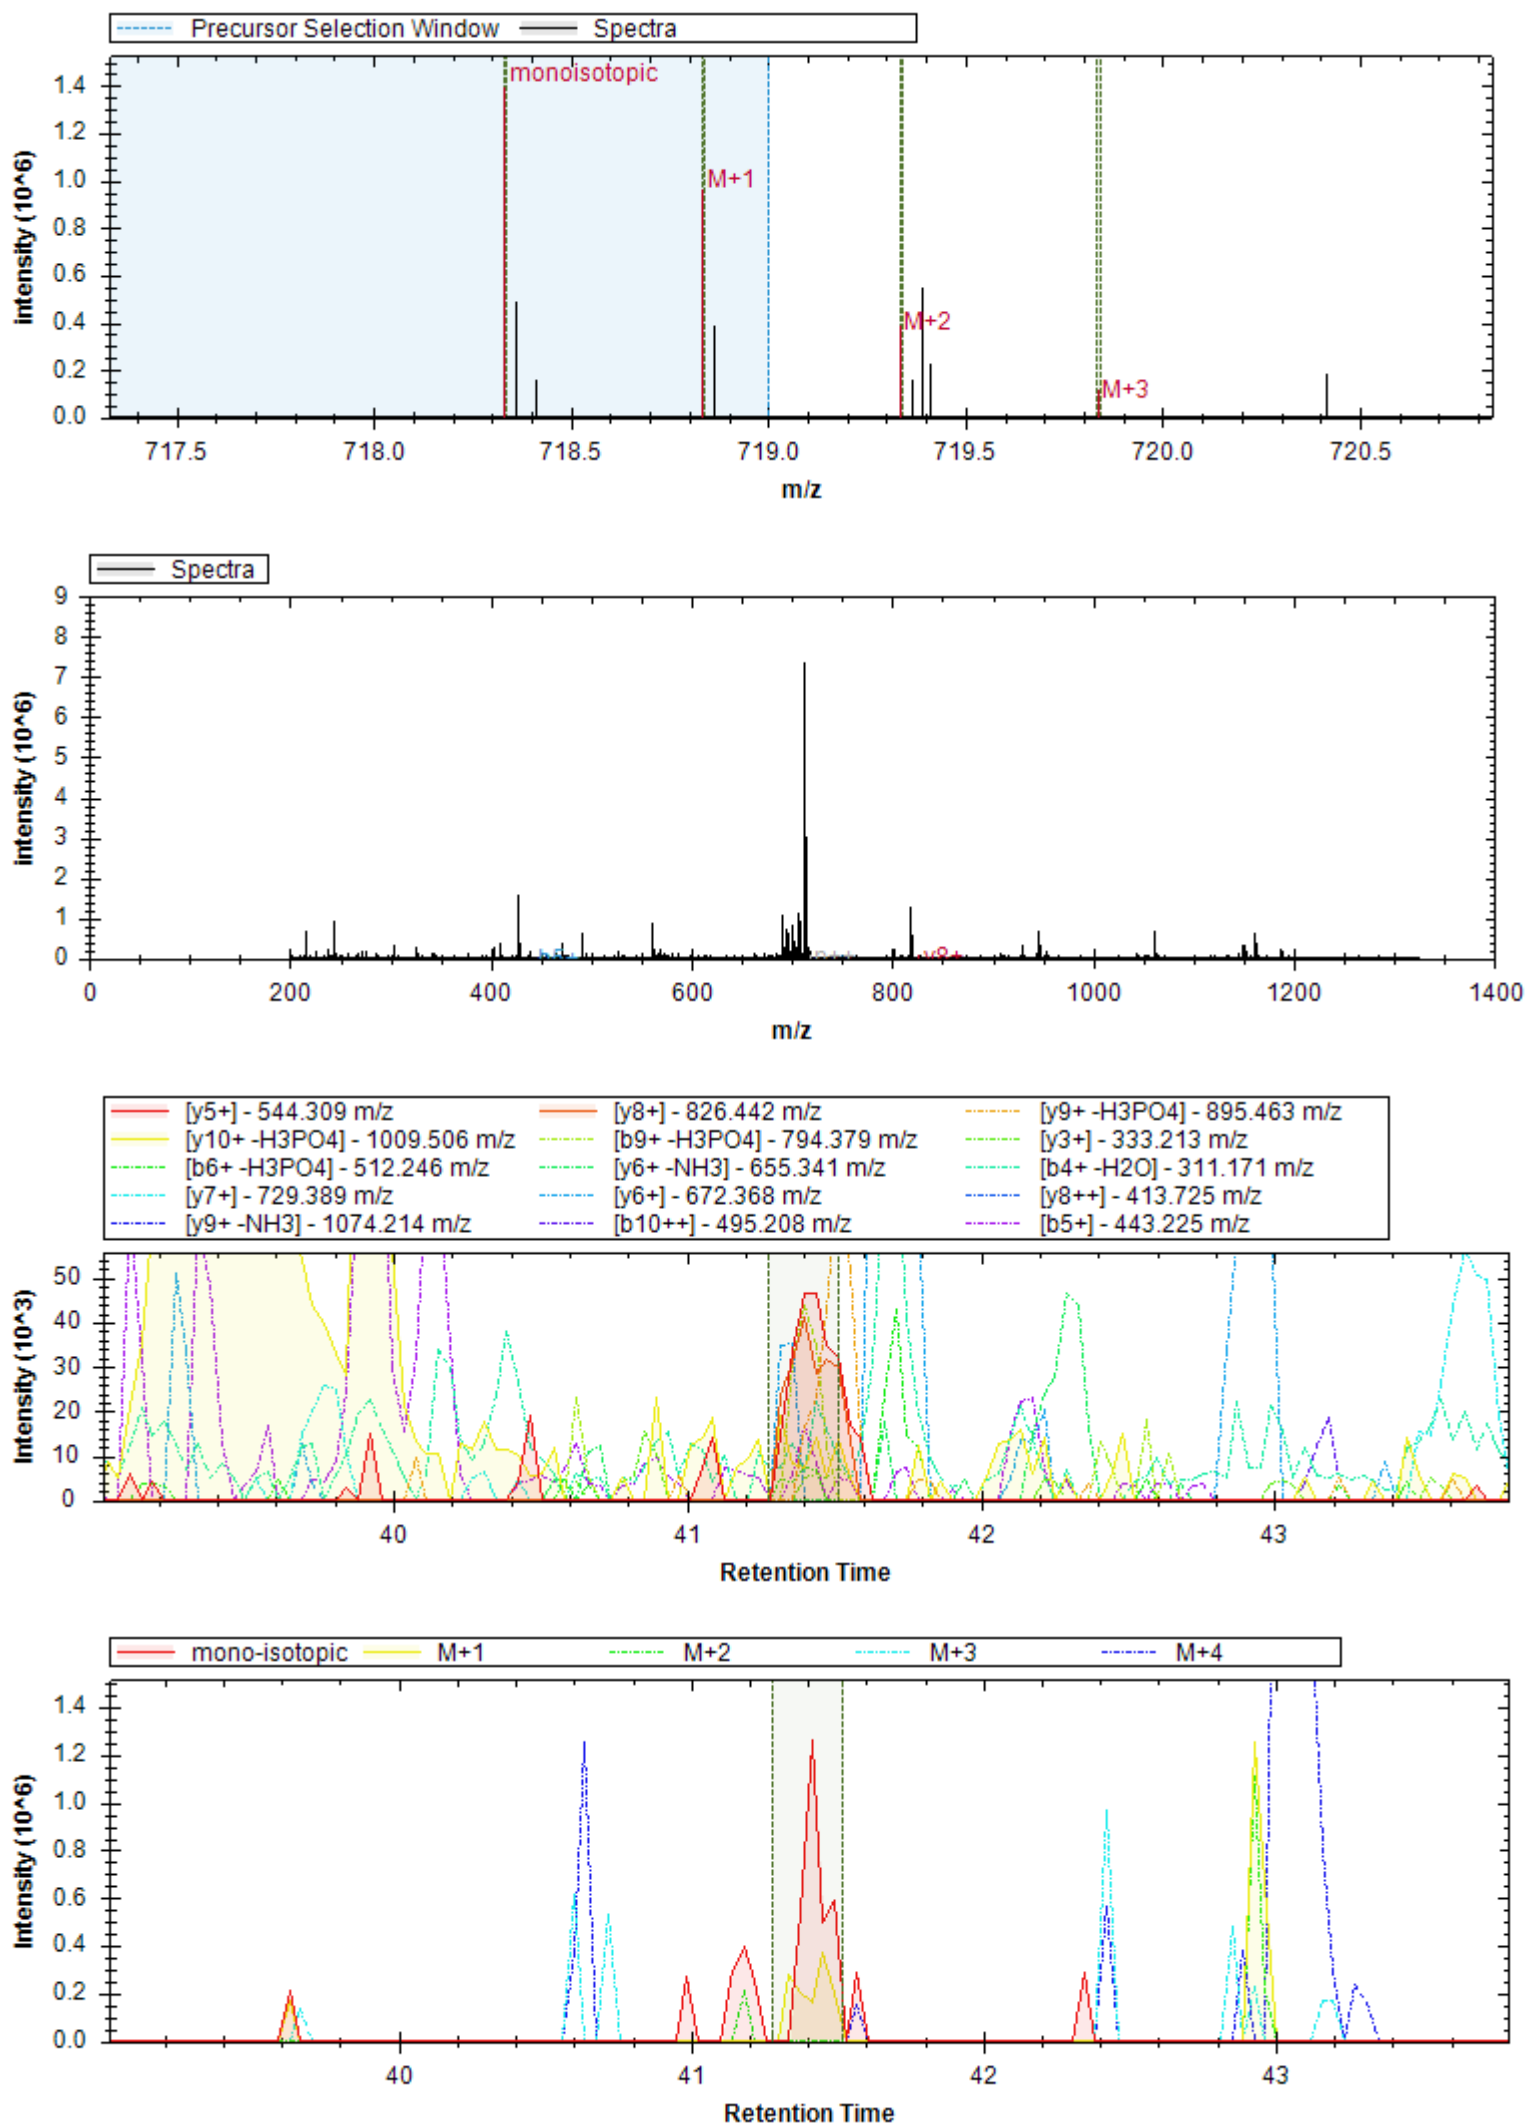 Precursor Selection Window Spectra
monoisotopic
M+1
M+2
M+3
1.4
1.2
1.0
0.8
0.6
0.4
0.2
0.0
intensity (10^6)
717.5 718.0 718.5 719.0 719.5 720.0 720.5
m/z
Spectra
9
8
7
6
5
4
3
2
1
0
intensity (10^6)
y8+
0 200 400 600 800 1000 1200 1400
m/z
[y5+] - 544.309 m/z [y8+] - 826.442 m/z [y9+ -H3PO4] - 895.463 m/z
[y10+ -H3PO4] - 1009.506 m/z [b9+ -H3PO4] - 794.379 m/z [y3+] - 333.213 m/z
[b6+ -H3PO4] - 512.246 m/z [y6+ -NH3] - 655.341 m/z [b4+ -H2O] - 311.171 m/z
[y7+] - 729.389 m/z [y6+] - 672.368 m/z [y8++] - 413.725 m/z
[y9+ -NH3] - 1074.214 m/z [b10++] - 495.208 m/z [b5+] - 443.225 m/z
50
40
30
20
10
0
Intensity (10^3)
40 41 42 43
Retention Time
mono-isotopic M+1 M+2 M+3 M+4
1.4
1.2
1.0
0.8
0.6
0.4
0.2
0.0
Intensity (10^6)
40 41 42 43
Retention Time